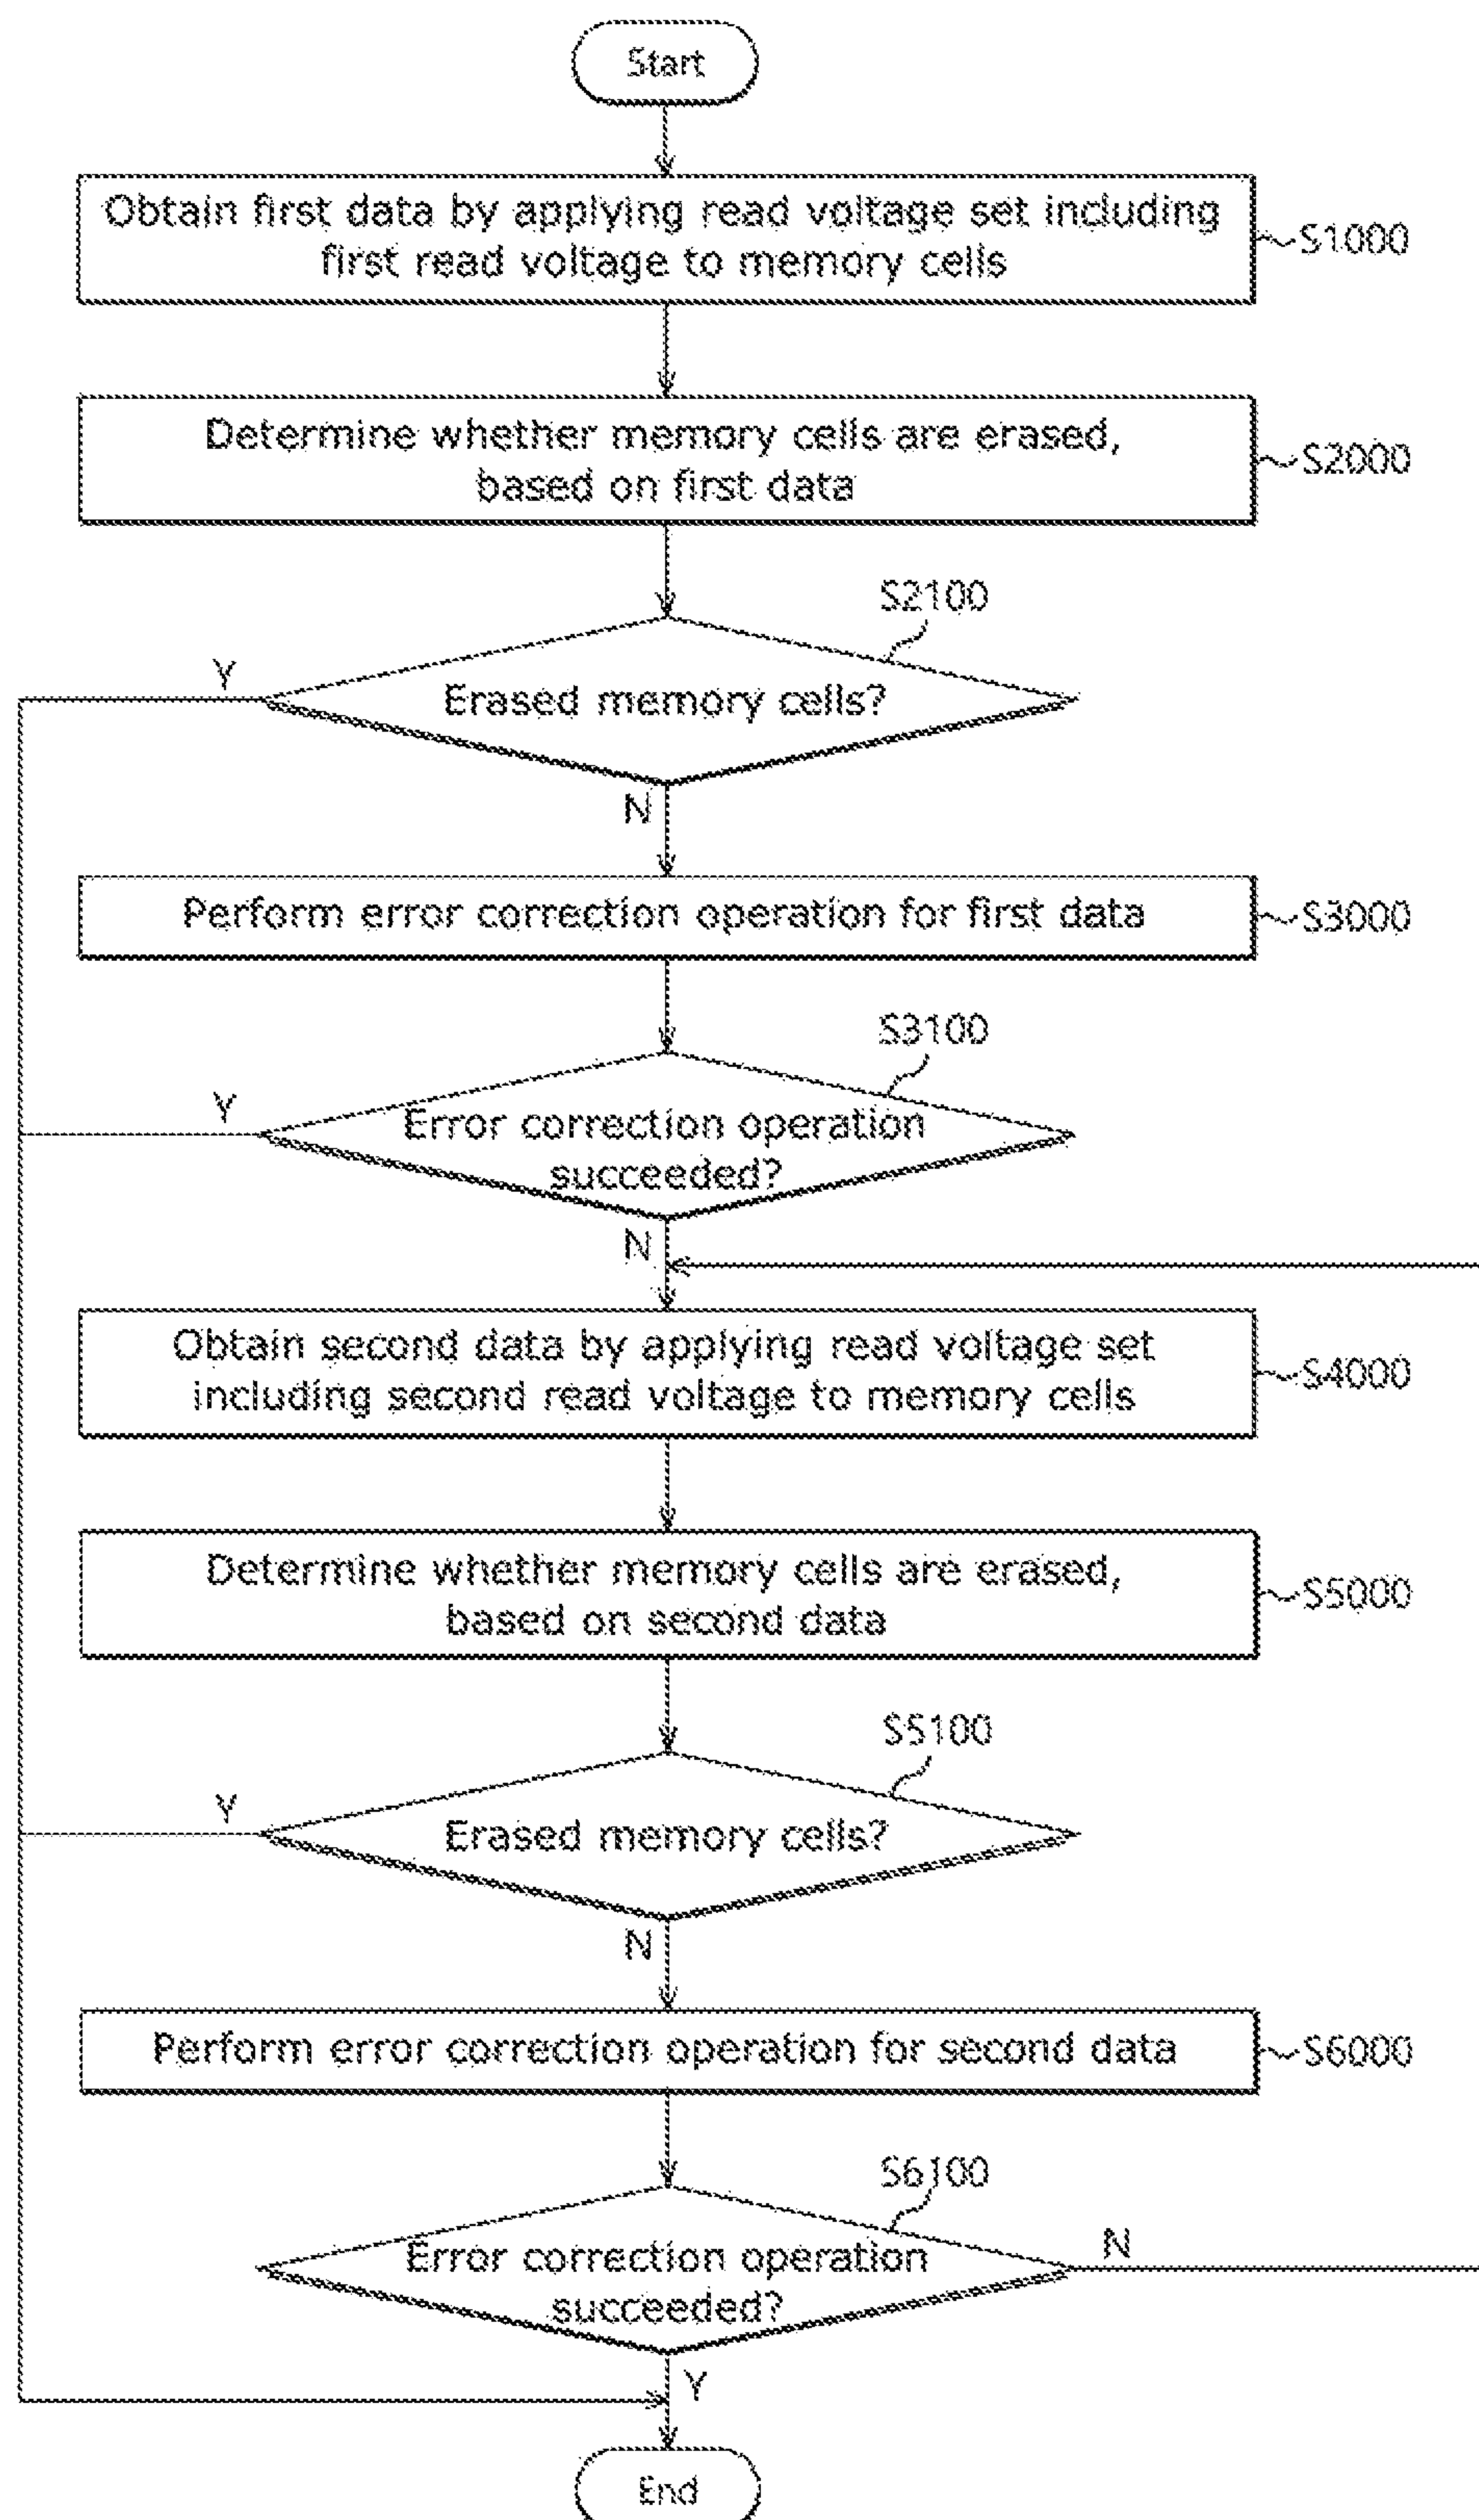 Start
Obtain first data by applying read voltage set including
first read voltage to memory cells
S1000
Determine whether memory cells are erased,
based on first data
S2000
S2100
Y
Erased memory cells?
N
Perform error correction operation for first data
S3000
S3100
Y
Error correction operation
succeeded?
N
Obtain second data by applying read voltage set
including second read voltage to memory cells
S4000
Determine whether memory cells are erased,
based on second data
S5000
S5100
Y
Erased memory cells?
N
Perform error correction operation for second data
S6000
S6100
N
Error correction operation
succeeded?
Y
End